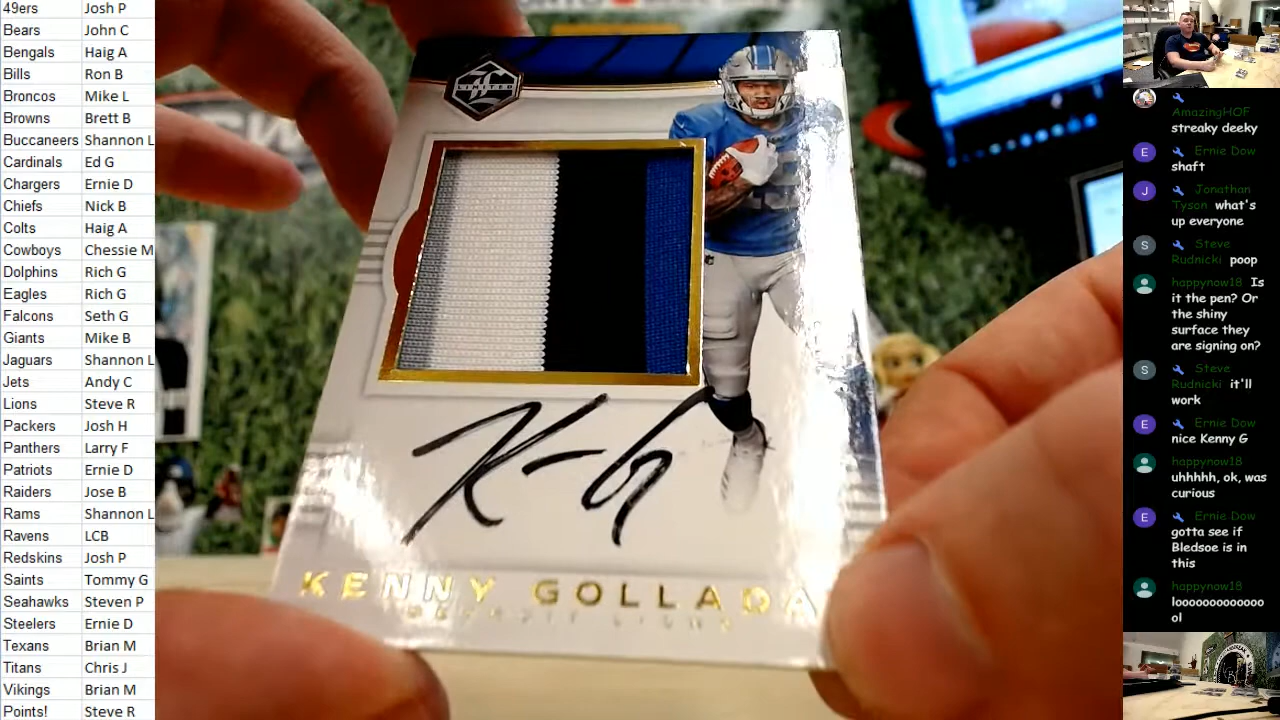 49ers Josh P
Bears John C
Bengals Haig A
Bills Ron B
Broncos Mike L
Browns Brett B
Buccaneers Shannon L
Cardinals Ed G
Chargers Ernie D
Chiefs Nick B
Colts Haig A
Cowboys Chessie M
Dolphins Rich G
Eagles Rich G
Falcons Seth G
Giants Mike B
Jaguars Shannon L
Jets Andy C
Lions Steve R
Packers Josh H
Panthers Larry F
Patriots Ernie D
Raiders Jose B
Rams Shannon L
Ravens LCB
Redskins Josh P
Saints Tommy G
Seahawks Steven P
Steelers Ernie D
Texans Brian M
Titans Chris J
Vikings Brian M
Points! Steve R
LIMITED
K-G
KENNY GOLLADA
AmazingHOF
streaky deeky
E Ernie Dow
shaft
J Jonathan
Tyson what's
up everyone
S Steve
Rudnicki poop
happynow18 Is
it the pen? Or
the shiny
surface they
are signing on?
S Steve
Rudnicki it'll
work
E Ernie Dow
nice Kenny G
happynow18
uhhhhh, ok, was
curious
E Ernie Dow
gotta see if
Bledsoe is in
this
happynow18
looooooooooooo
ol